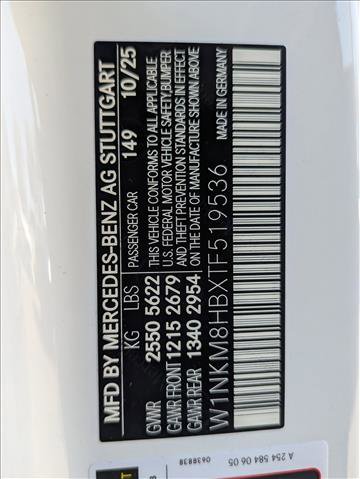 MFD BY MERCEDES-BENZ AG STUTTGART
KG LBS PASSENGER CAR 149 10/25
GVWR 2550 5622
GAWR FRONT 1215 2679
GAWR REAR 1340 2954
THIS VEHICLE CONFORMS TO ALL APPLICABLE
U.S. FEDERAL MOTOR VEHICLE SAFETY, BUMPER
AND THEFT PREVENTION STANDARDS IN EFFECT
ON THE DATE OF MANUFACTURE SHOWN ABOVE
MADE IN GERMANY
W1NKM8HBXTF519536
A 254 584 06 05
0638838